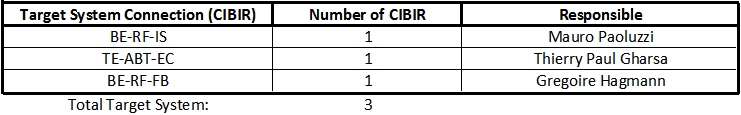 Target System Connection (CIBIR) Number of CIBIR Responsible
BE-RF-IS 1 Mauro Paoluzzi
TE-ABT-EC 1 Thierry Paul Gharsa
BE-RF-FB 1 Gregoire Hagmann
Total Target System: 3